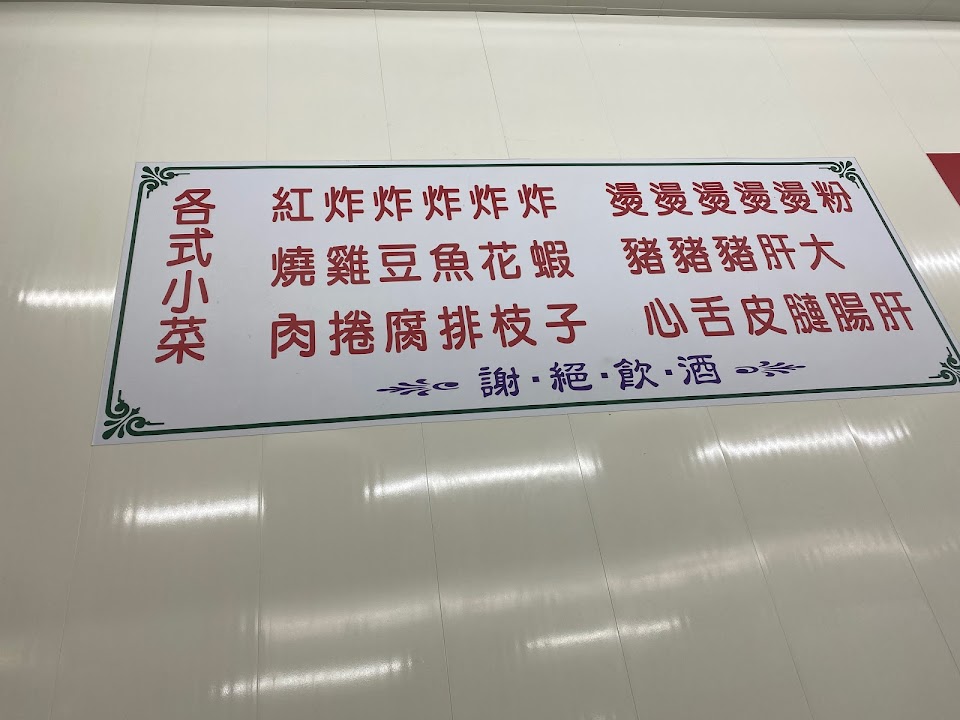 各式小菜
紅燒肉
炸雞捲
炸豆腐
炸魚排
炸花枝
炸蝦子
燙豬心
燙豬舌
燙豬皮
燙肝
燙大腸
粉肝
謝·絕·飲·酒